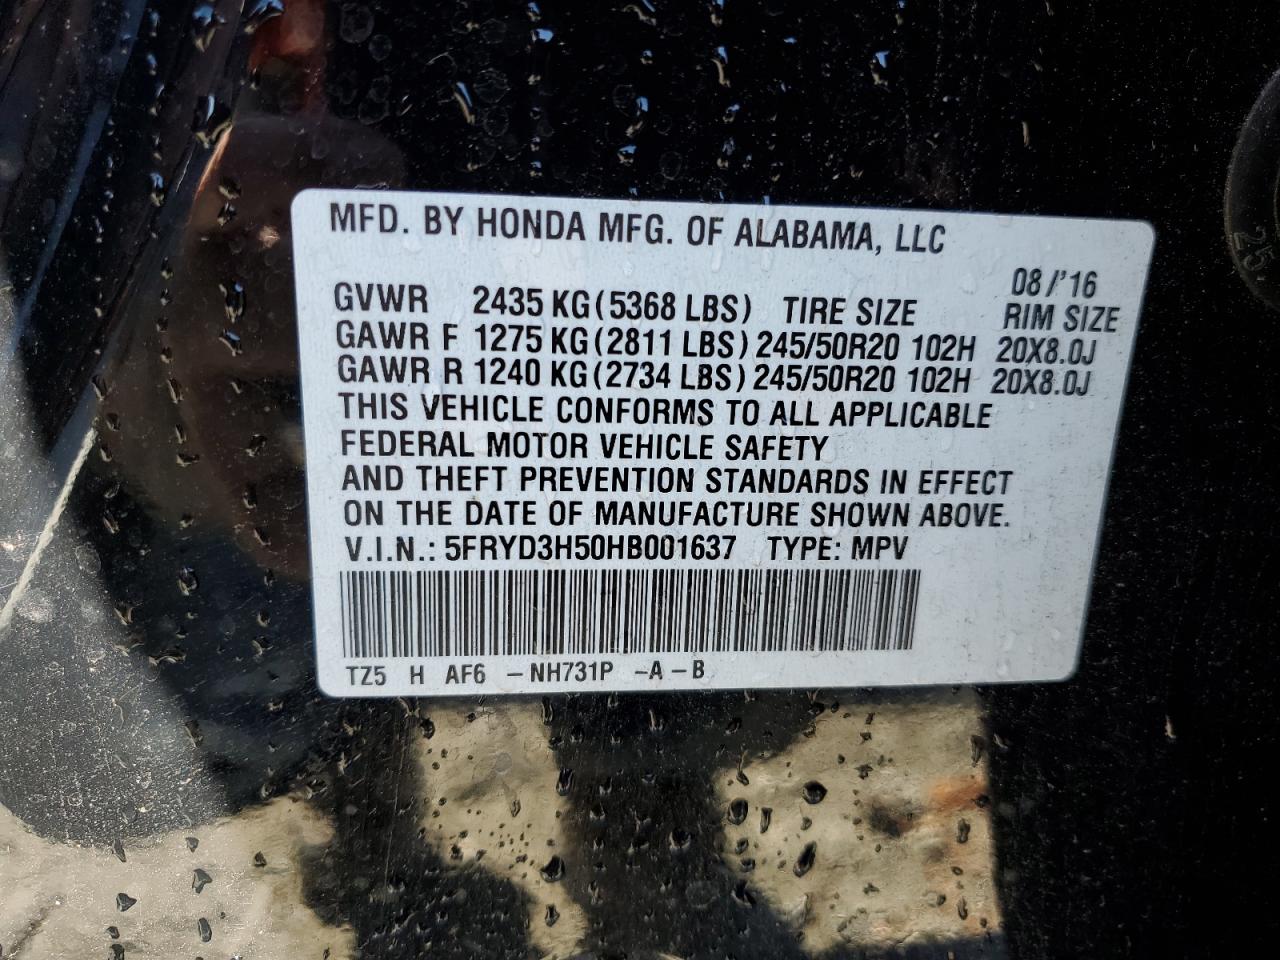 MFD. BY HONDA MFG. OF ALABAMA, LLC
08/'16
GVWR 2435 KG (5368 LBS) TIRE SIZE RIM SIZE
GAWR F 1275 KG (2811 LBS) 245/50R20 102H 20X8.0J
GAWR R 1240 KG (2734 LBS) 245/50R20 102H 20X8.0J
THIS VEHICLE CONFORMS TO ALL APPLICABLE
FEDERAL MOTOR VEHICLE SAFETY
AND THEFT PREVENTION STANDARDS IN EFFECT
ON THE DATE OF MANUFACTURE SHOWN ABOVE.
V.I.N.: 5FRYD3H50HB001637 TYPE: MPV
TZ5 H AF6 -NH731P -A-B
25